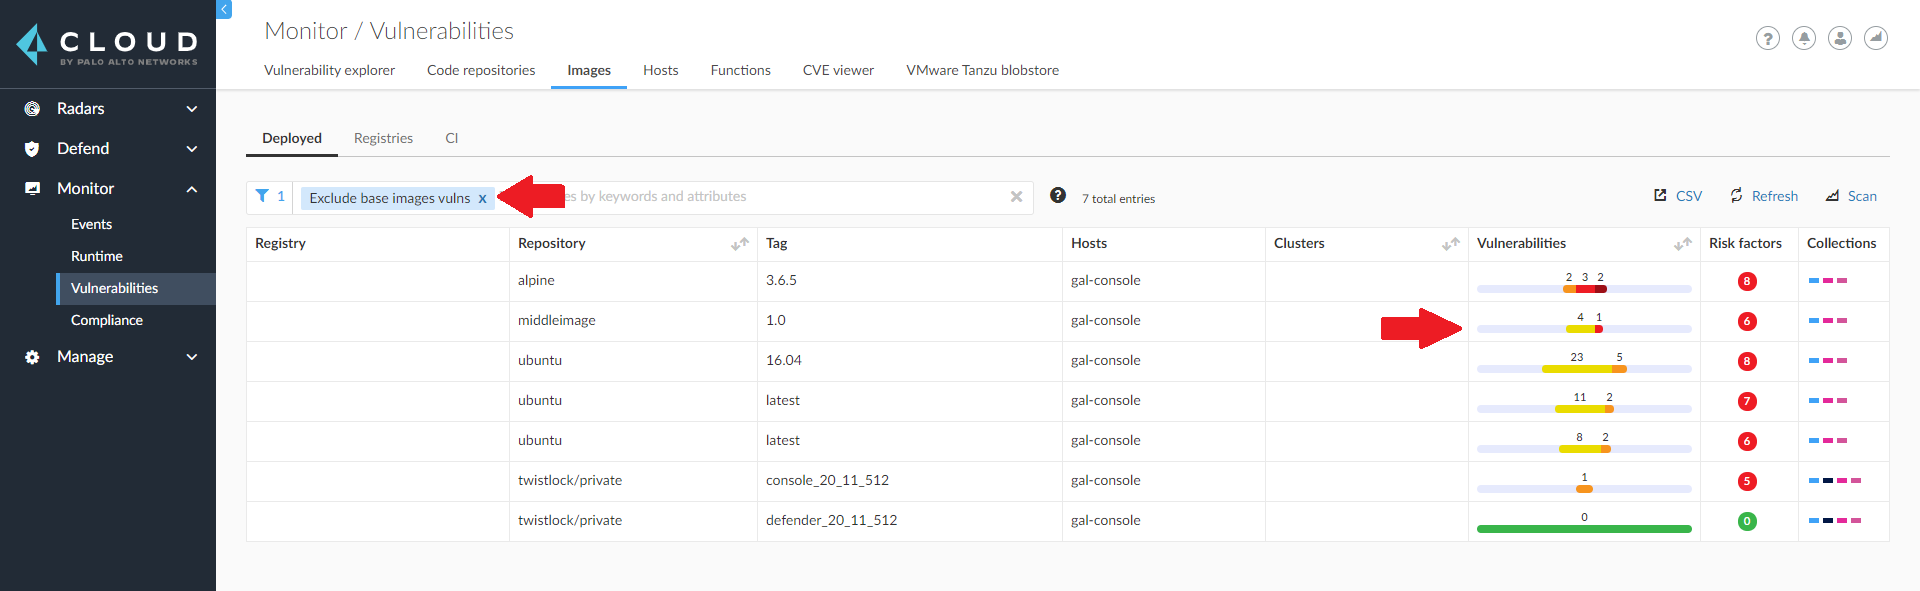 CLOUD
BY PALO ALTO NETWORKS
Radars
Defend
Monitor
Events
Runtime
Vulnerabilities
Compliance
Manage
Monitor / Vulnerabilities
Vulnerability explorer Code repositories Images Hosts Functions CVE viewer VMware Tanzu blobstore
Deployed Registries CI
1 Exclude base images vulns x es by keywords and attributes ? 7 total entries CSV Refresh Scan
Registry Repository Tag Hosts Clusters Vulnerabilities Risk factors Collections
alpine 3.6.5 gal-console 2 3 2 8
middleimage 1.0 gal-console 4 1 6
ubuntu 16.04 gal-console 23 5 8
ubuntu latest gal-console 11 2 7
ubuntu latest gal-console 8 2 6
twistlock/private console_20_11_512 gal-console 1 5
twistlock/private defender_20_11_512 gal-console 0 0